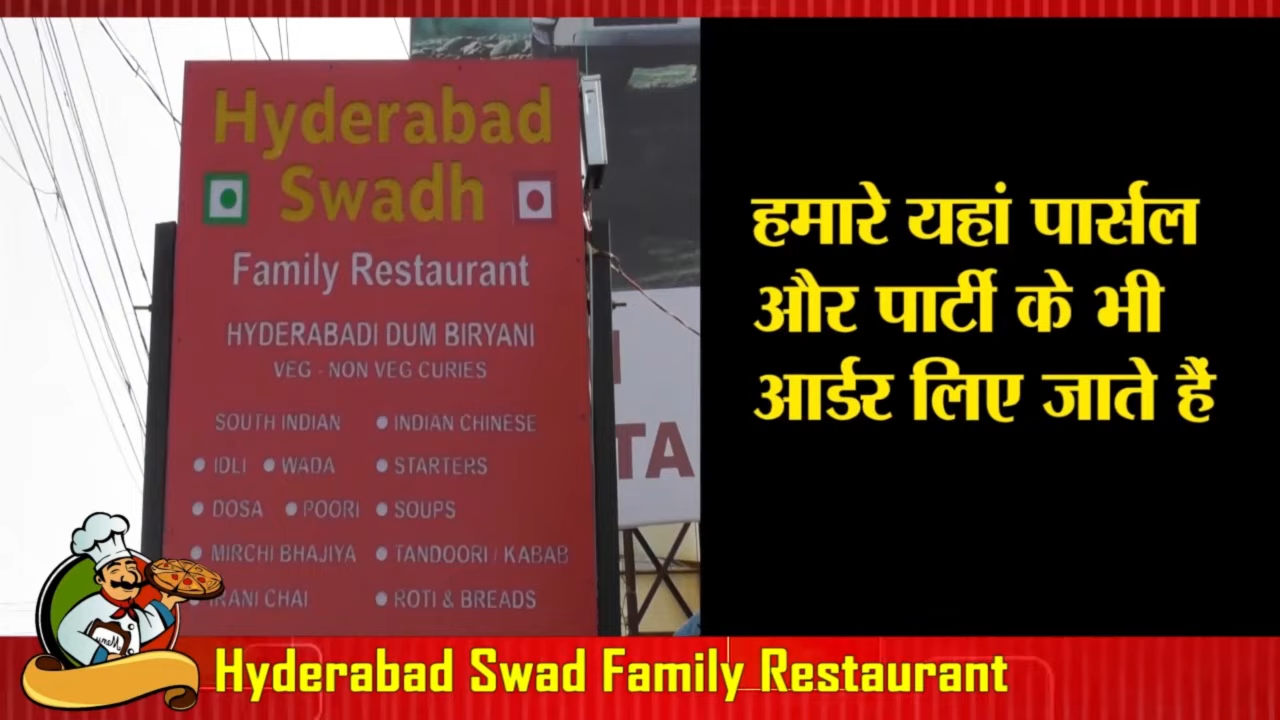 Hyderabad
Swadh
Family Restaurant
HYDERABADI DUM BIRYANI
VEG - NON VEG CURIES
SOUTH INDIAN
IDLI WADA
DOSA POORI
MIRCHI BHAJIYA
IRANI CHAI
INDIAN CHINESE
STARTERS
SOUPS
TANDOORI / KABAB
ROTI & BREADS
TA
हमारे यहां पार्सल
और पार्टी के भी
आर्डर लिए जाते हैं
Menu
Hyderabad Swad Family Restaurant